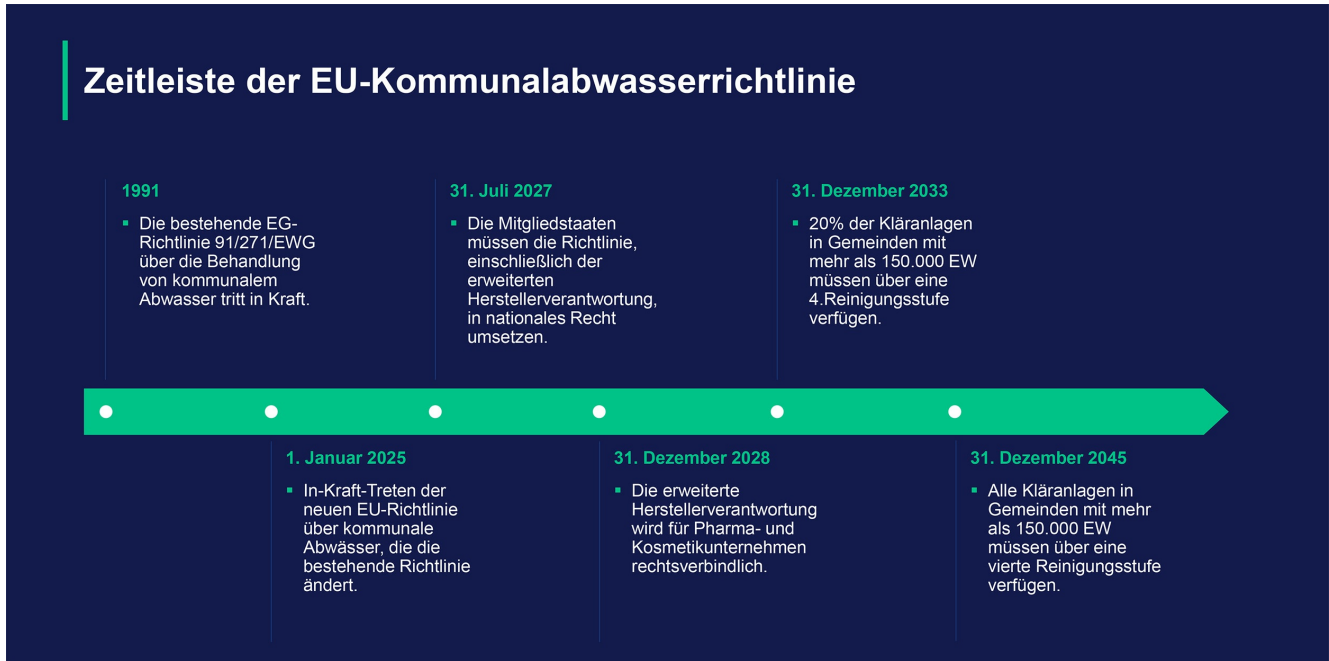 Zeitleiste der EU-Kommunalabwasserrichtlinie
1991
▪ Die bestehende EG-
Richtlinie 91/271/EWG
über die Behandlung
von kommunalem
Abwasser tritt in Kraft.
31. Juli 2027
▪ Die Mitgliedstaaten
müssen die Richtlinie,
einschließlich der
erweiterten
Herstellerverantwortung,
in nationales Recht
umsetzen.
31. Dezember 2033
▪ 20% der Kläranlagen
in Gemeinden mit
mehr als 150.000 EW
müssen über eine
4.Reinigungsstufe
verfügen.
1. Januar 2025
▪ In-Kraft-Treten der
neuen EU-Richtlinie
über kommunale
Abwässer, die die
bestehende Richtlinie
ändert.
31. Dezember 2028
▪ Die erweiterte
Herstellerverantwortung
wird für Pharma- und
Kosmetikunternehmen
rechtsverbindlich.
31. Dezember 2045
▪ Alle Kläranlagen in
Gemeinden mit mehr
als 150.000 EW
müssen über eine
vierte Reinigungsstufe
verfügen.